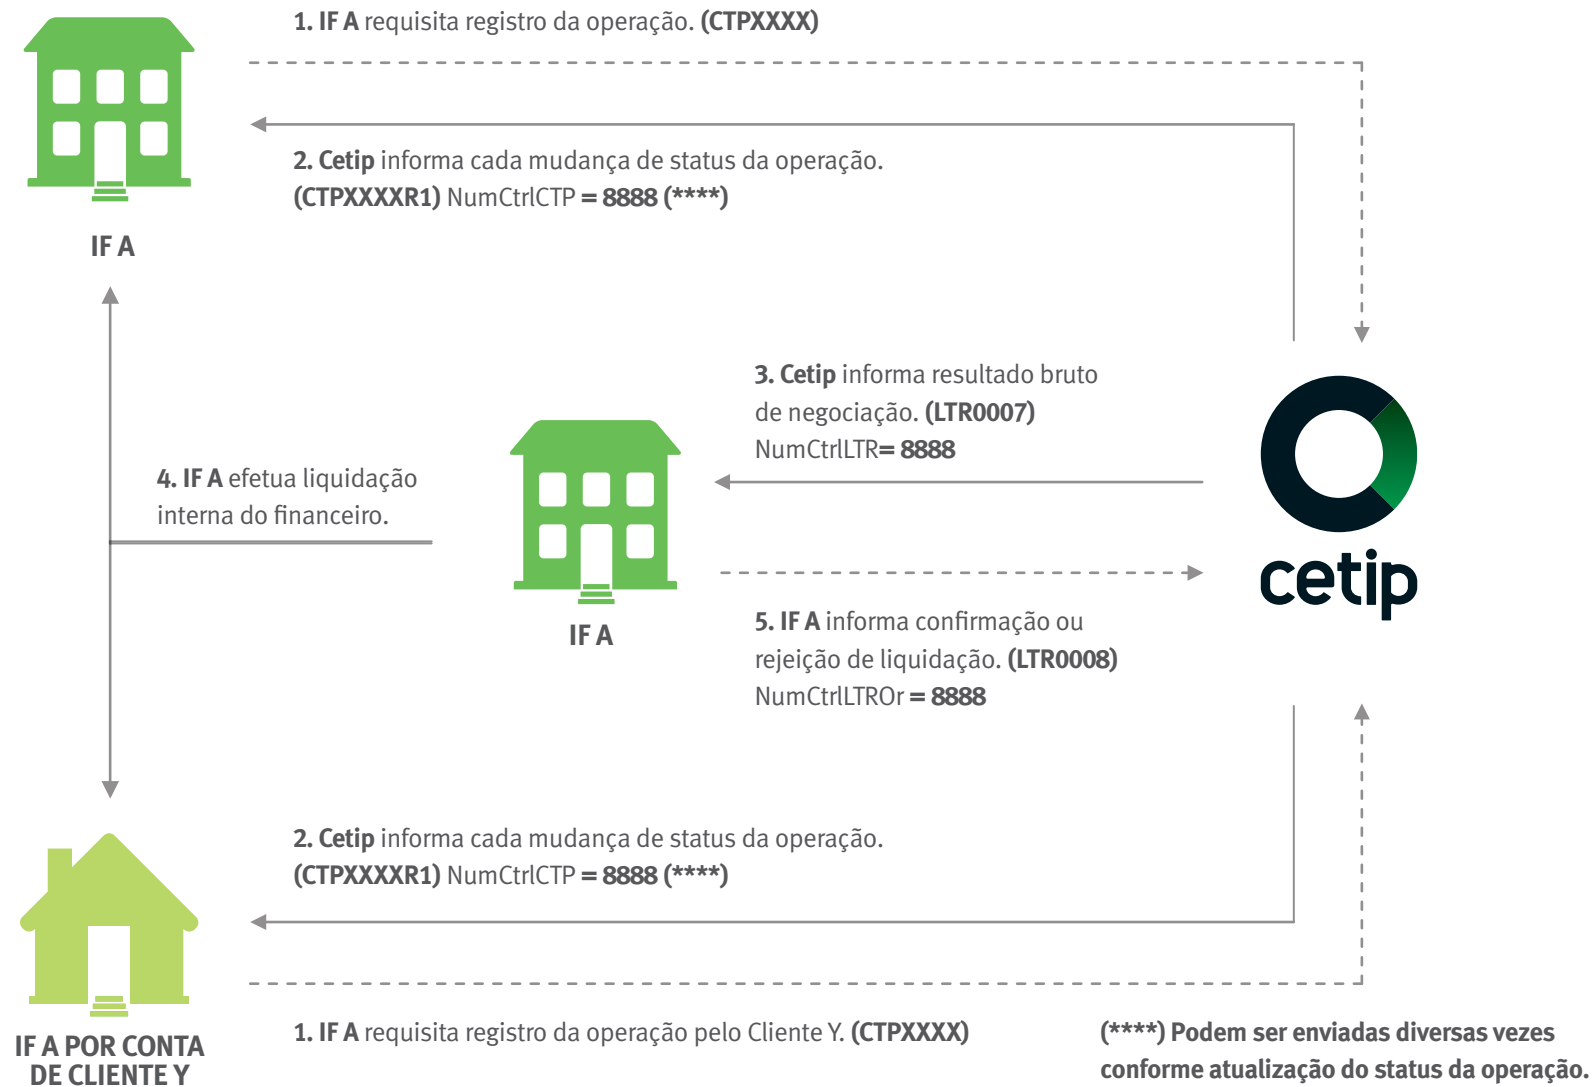 1. IF A requisita registro da operação. (CTPXXXX)
2. Cetip informa cada mudança de status da operação.
(CTPXXXXR1) NumCtrlCTP = 8888 (****)
IF A
3. Cetip informa resultado bruto
de negociação. (LTR0007)
NumCtrlLTR= 8888
4. IF A efetua liquidação
interna do financeiro.
cetip
IF A
5. IF A informa confirmação ou
rejeição de liquidação. (LTR0008)
NumCtrlLTROr = 8888
2. Cetip informa cada mudança de status da operação.
(CTPXXXXR1) NumCtrlCTP = 8888 (****)
1. IF A requisita registro da operação pelo Cliente Y. (CTPXXXX)
IF A POR CONTA
DE CLIENTE Y
(****) Podem ser enviadas diversas vezes
conforme atualização do status da operação.